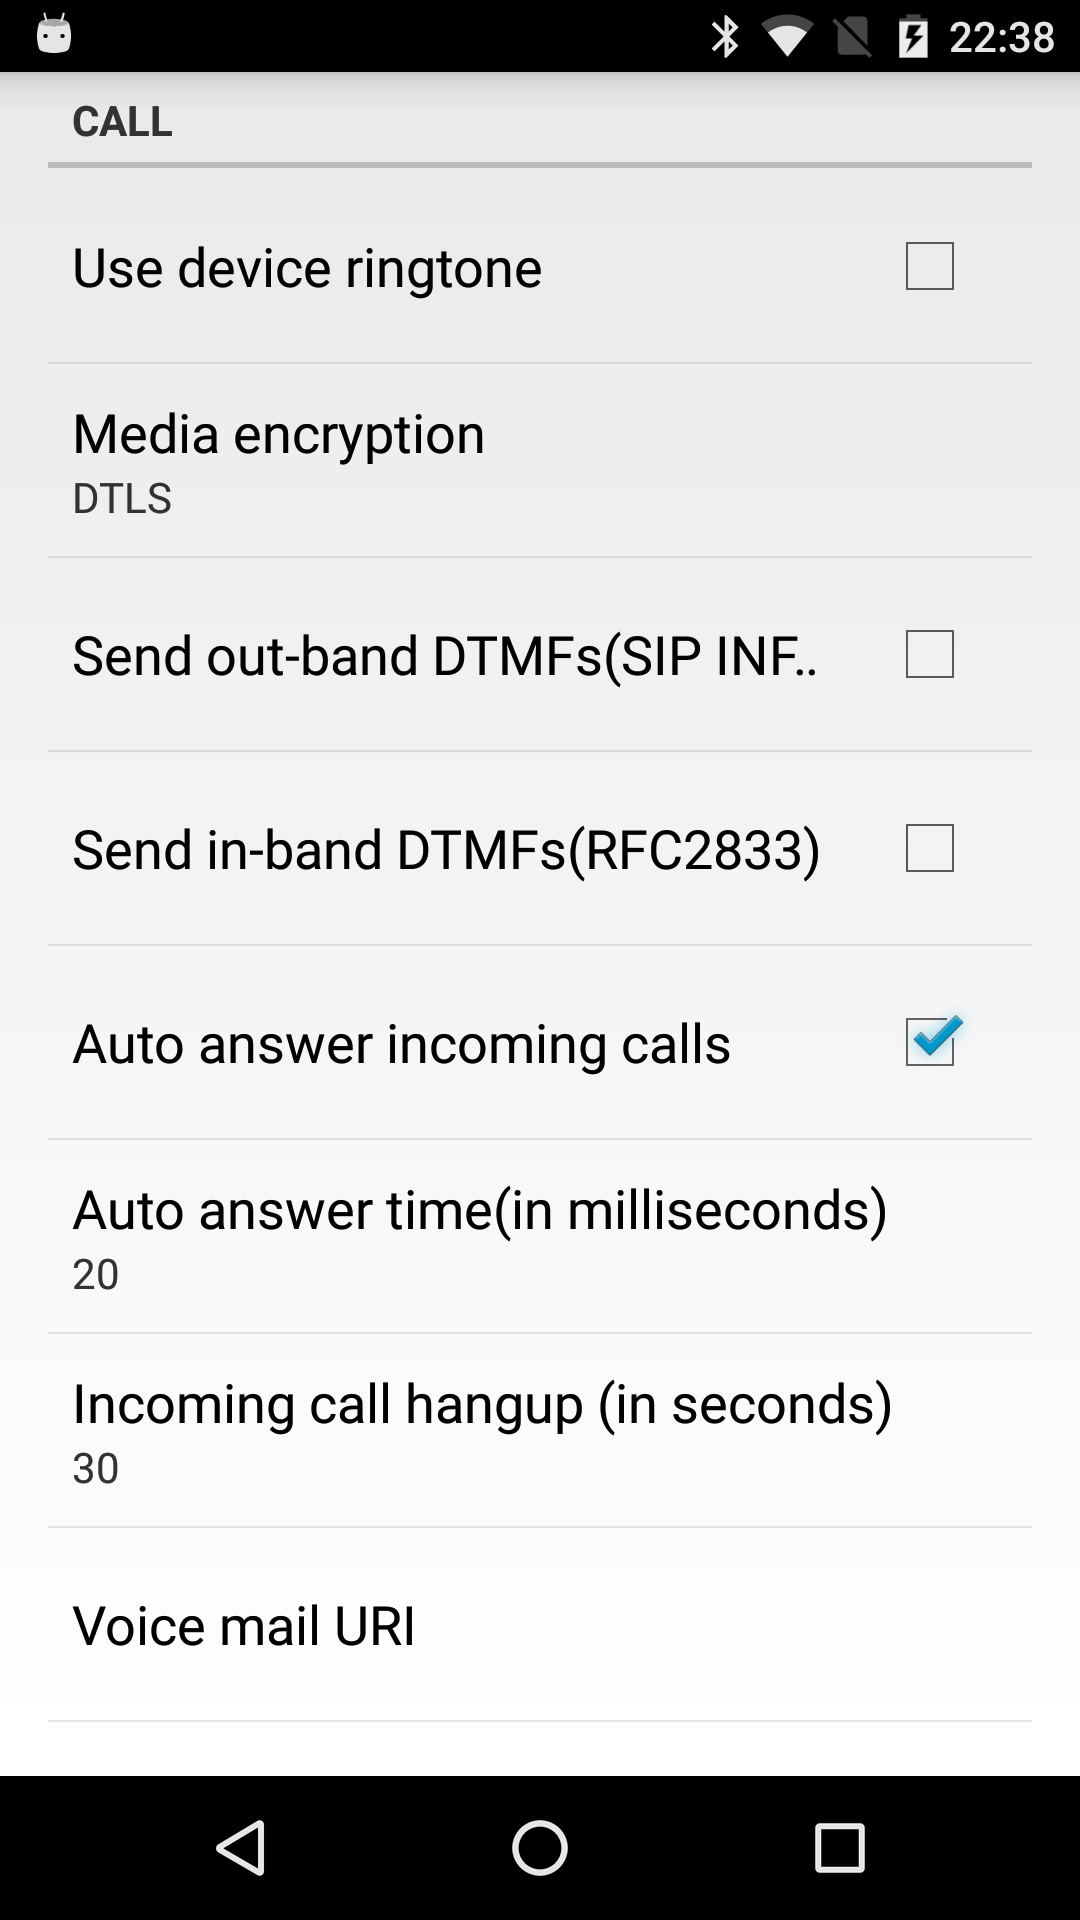 22:38
CALL
Use device ringtone
Media encryption
DTLS
Send out-band DTMFs(SIP INF..
Send in-band DTMFs(RFC2833)
Auto answer incoming calls
Auto answer time(in milliseconds)
20
Incoming call hangup (in seconds)
30
Voice mail URI